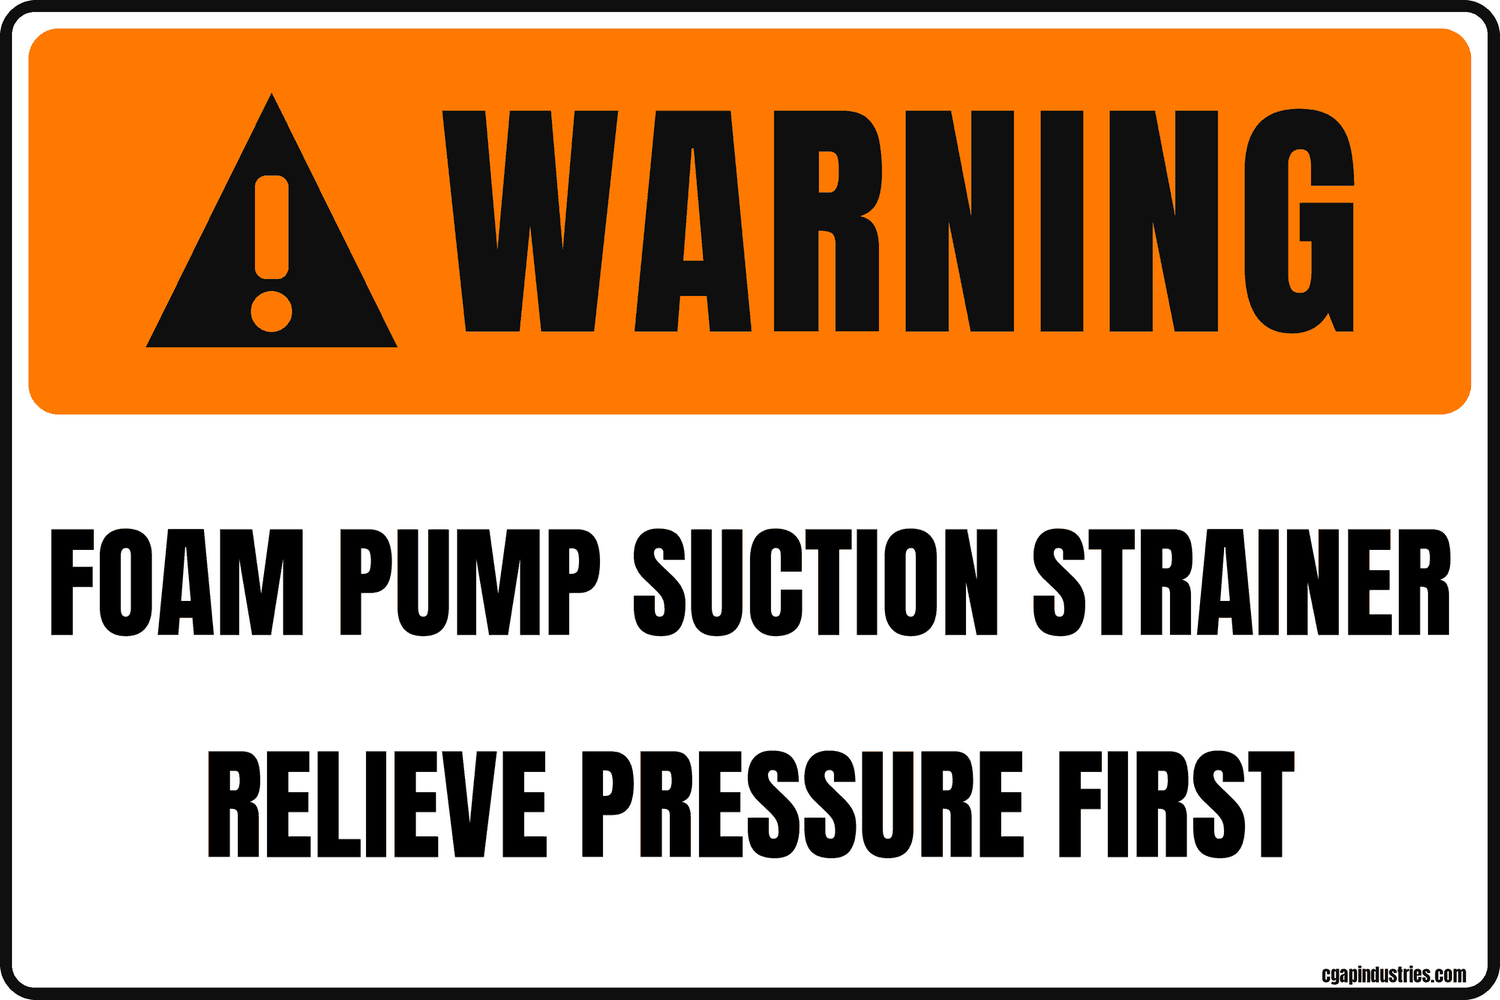 WARNING
FOAM PUMP SUCTION STRAINER
RELIEVE PRESSURE FIRST
cgapindustries.com